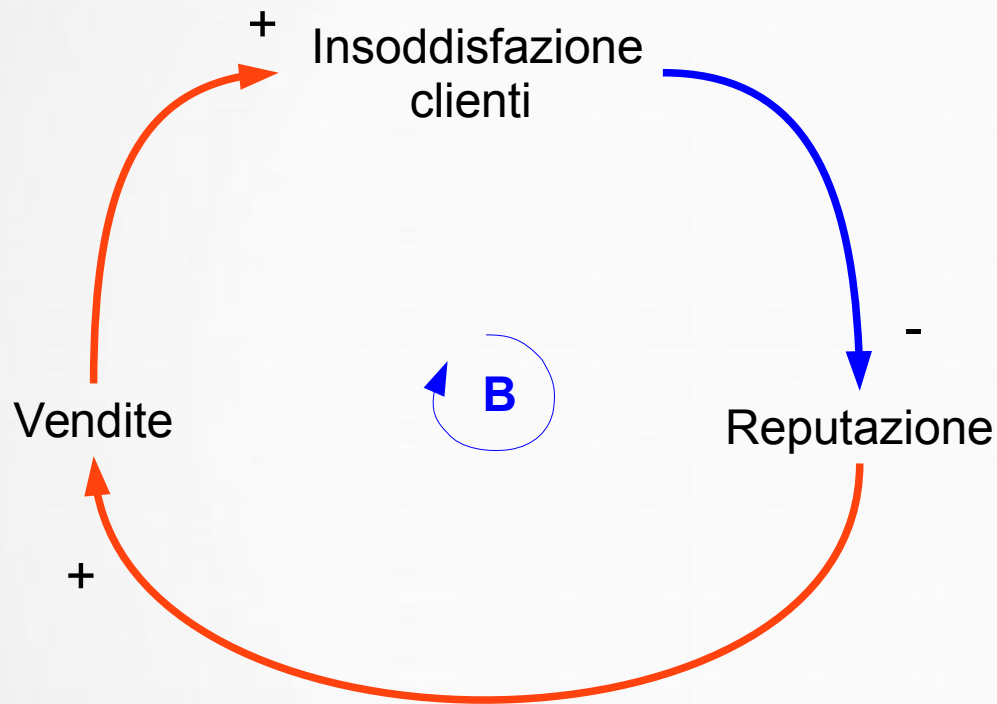 +
Insoddisfazione
clienti
-
B
Vendite
Reputazione
+